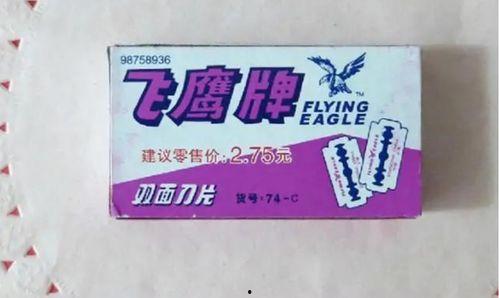 98758936
飞鹰牌
FLYING
EAGLE
TM
建议零售价:2.75元
双面刀片
货号:74-C